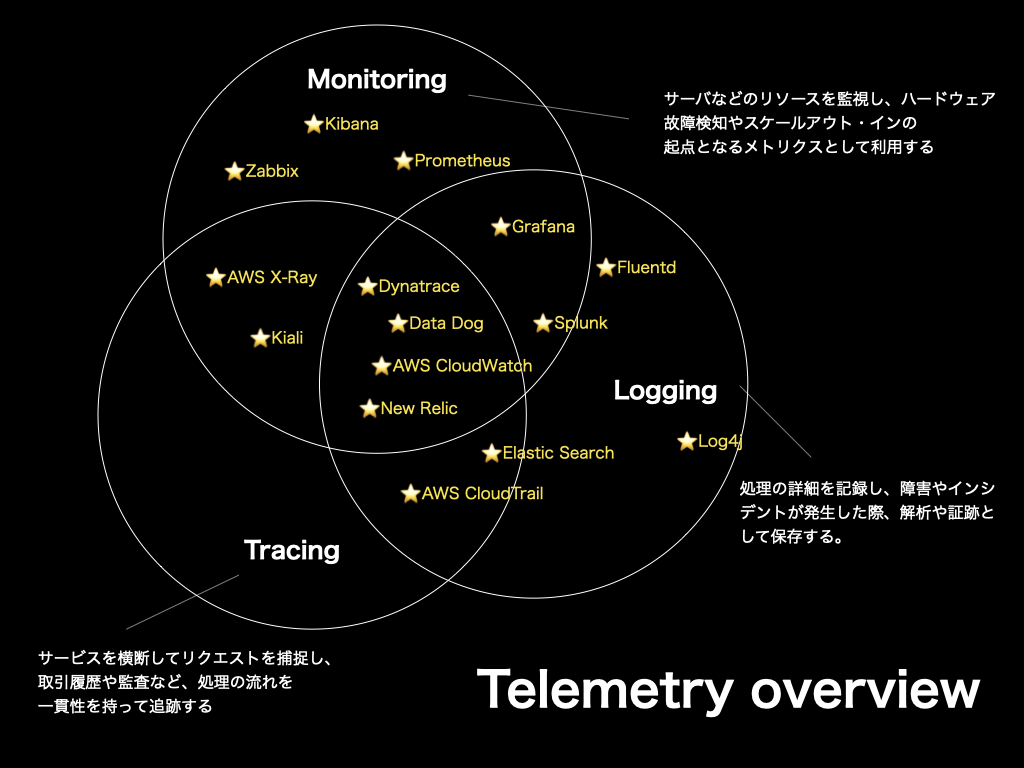 Monitoring
⭐Kibana
⭐Prometheus
⭐Zabbix
サーバなどのリソースを監視し、ハードウェア
故障検知やスケールアウト・インの
起点となるメトリクスとして利用する
⭐Grafana
⭐Fluentd
⭐AWS X-Ray
⭐Dynatrace
⭐Data Dog
⭐Splunk
⭐Kiali
⭐AWS CloudWatch
Logging
⭐New Relic
⭐Log4j
⭐Elastic Search
⭐AWS CloudTrail
処理の詳細を記録し、障害やインシ
デントが発生した際、解析や証跡と
して保存する。
Tracing
サービスを横断してリクエストを捕捉し、
取引履歴や監査など、処理の流れを
一貫性を持って追跡する
Telemetry overview